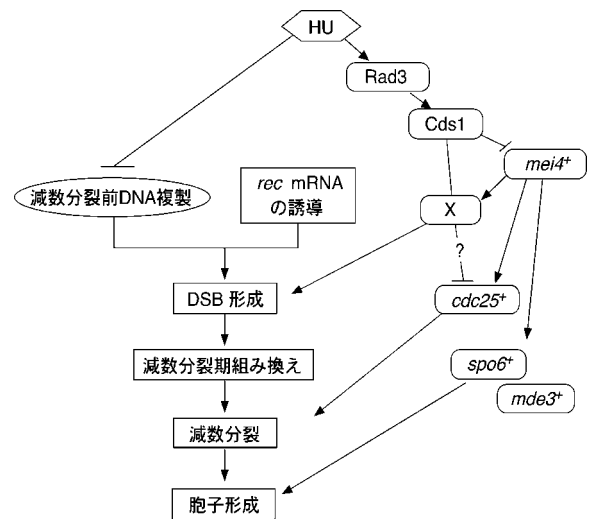 HU
Rad3
Cds1
mei4⁺
減数分裂前DNA複製
rec mRNA
の誘導
X
?
DSB 形成
cdc25⁺
減数分裂期組み換え
spo6⁺
mde3⁺
減数分裂
胞子形成